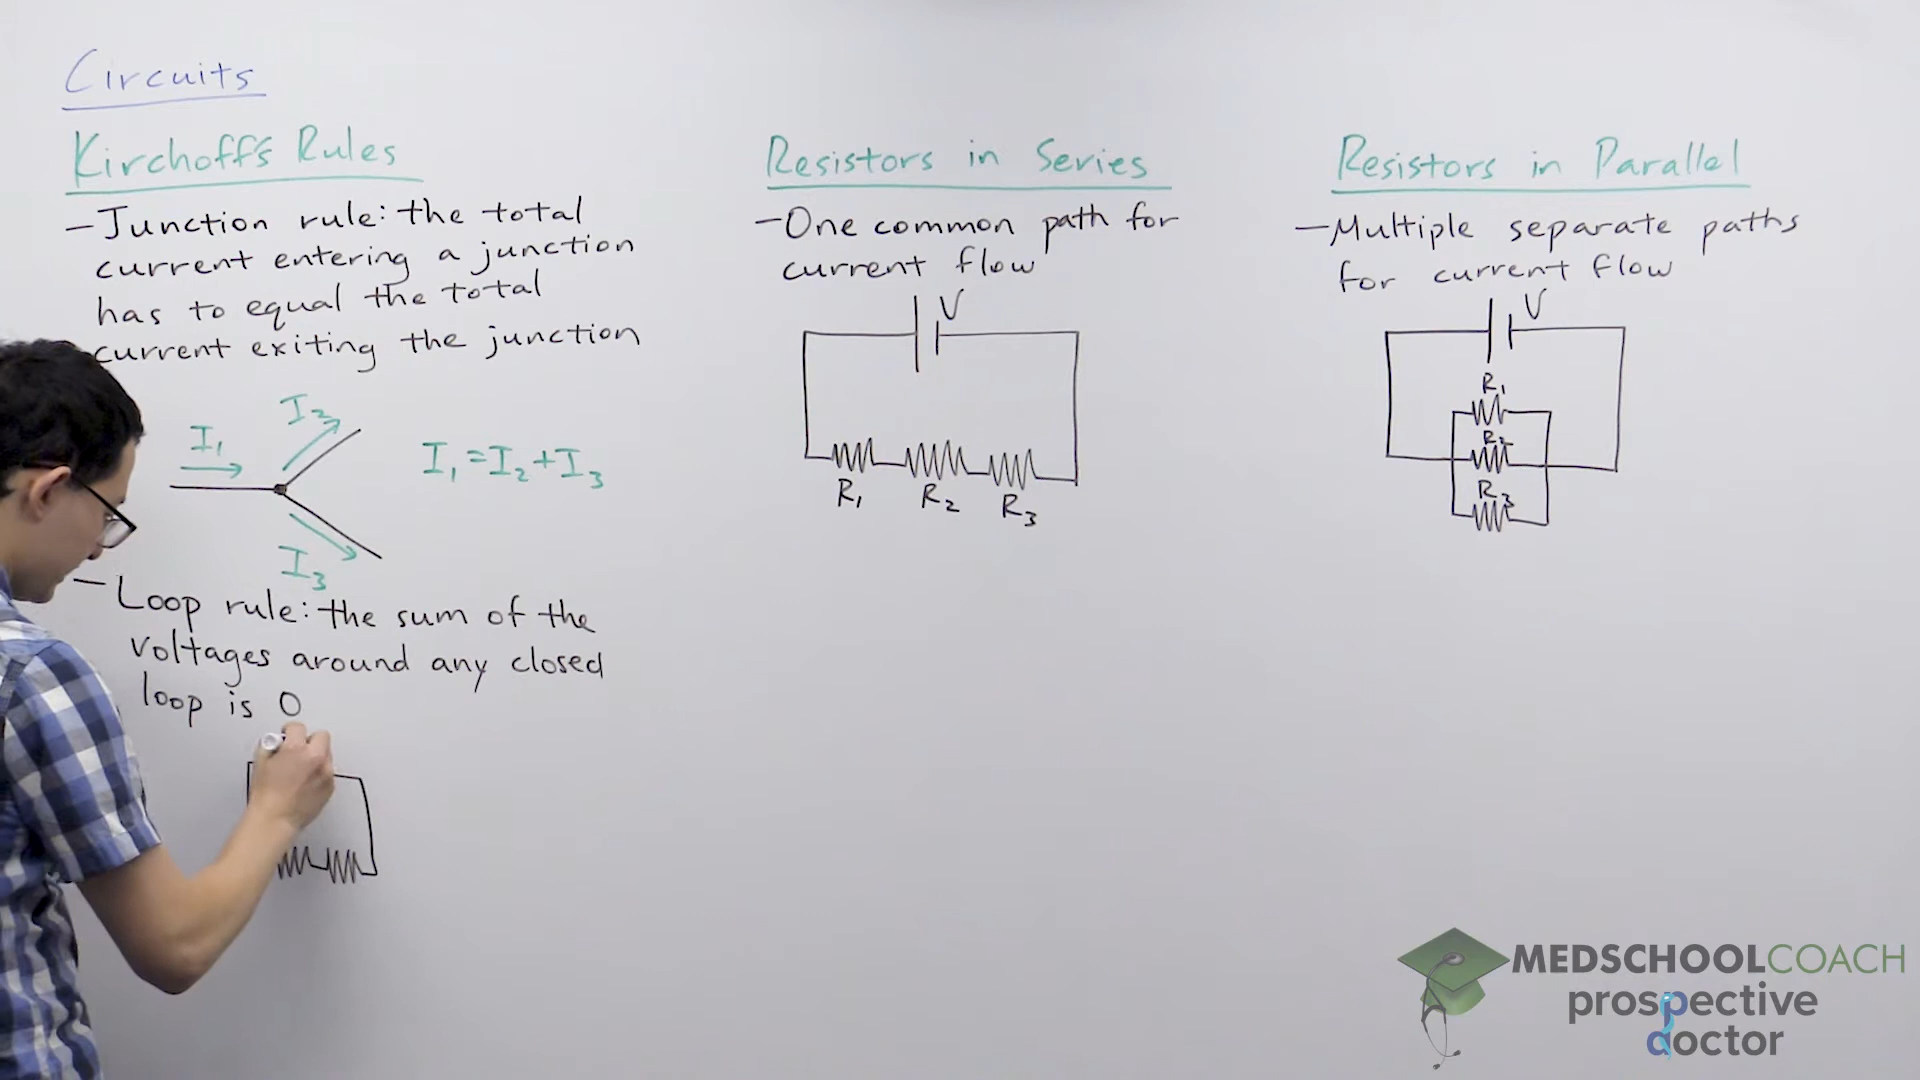 Circuits
Kirchoff's Rules
-Junction rule: the total
current entering a junction
has to equal the total
current exiting the junction
I1
I2
I3
I1=I2+I3
-Loop rule: the sum of the
voltages around any closed
loop is 0
Resistors in Series
-One common path for
current flow
V
R1
R2
R3
Resistors in Parallel
-Multiple separate paths
for current flow
V
R1
R2
R3
MEDSCHOOLCOACH
prospective
doctor